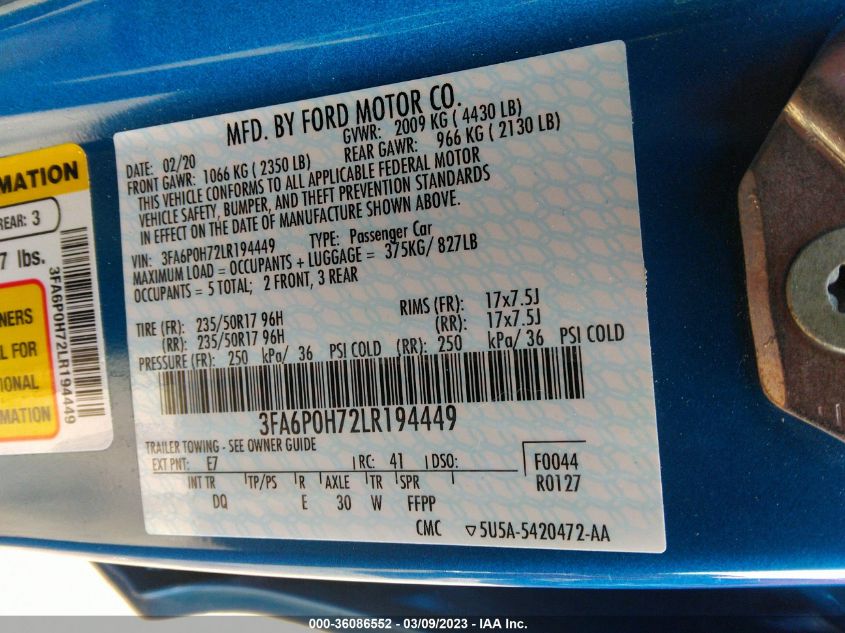 MFD. BY FORD MOTOR CO.
DATE: 02/20 GVWR: 2009 KG ( 4430 LB)
FRONT GAWR: 1066 KG ( 2350 LB) REAR GAWR: 966 KG ( 2130 LB)
THIS VEHICLE CONFORMS TO ALL APPLICABLE FEDERAL MOTOR
VEHICLE SAFETY, BUMPER, AND THEFT PREVENTION STANDARDS
IN EFFECT ON THE DATE OF MANUFACTURE SHOWN ABOVE.
VIN: 3FA6P0H72LR194449 TYPE: Passenger Car
MAXIMUM LOAD = OCCUPANTS + LUGGAGE = 375KG/ 827LB
OCCUPANTS = 5 TOTAL; 2 FRONT, 3 REAR
TIRE (FR): 235/50R17 96H RIMS (FR): 17x7.5J
(RR): 235/50R17 96H (RR): 17x7.5J
PRESSURE (FR): 250 kPa/ 36 PSI COLD (RR): 250 kPa/ 36 PSI COLD
3FA6P0H72LR194449
TRAILER TOWING - SEE OWNER GUIDE
EXT PNT: E7 RC: 41 DSO: F0044
INT TR TP/PS R AXLE TR SPR R0127
DQ E 30 W FFPP
CMC ▽5U5A-5420472-AA
MATION
REAR: 3
7 lbs.
3FA6P0H72LR194449
NERS
AL FOR
IONAL
000-36086552 - 03/09/2023 - IAA Inc.